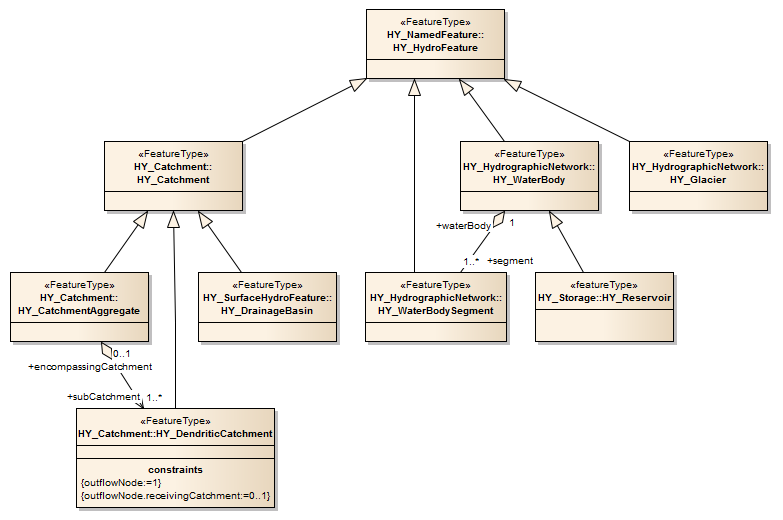 «FeatureType»
HY_NamedFeature::
HY_HydroFeature
«FeatureType»
HY_Catchment::
HY_Catchment
«FeatureType»
HY_HydrographicNetwork::
HY_WaterBody
«FeatureType»
HY_HydrographicNetwork::
HY_Glacier
+waterBody
1
1..*
+segment
«FeatureType»
HY_Catchment::
HY_CatchmentAggregate
«FeatureType»
HY_SurfaceHydroFeature::
HY_DrainageBasin
«FeatureType»
HY_HydrographicNetwork::
HY_WaterBodySegment
«featureType»
HY_Storage::HY_Reservoir
0..1
+encompassingCatchment
+subCatchment
1..*
«FeatureType»
HY_Catchment::HY_DendriticCatchment
constraints
{outflowNode:=1}
{outflowNode.receivingCatchment:=0..1}